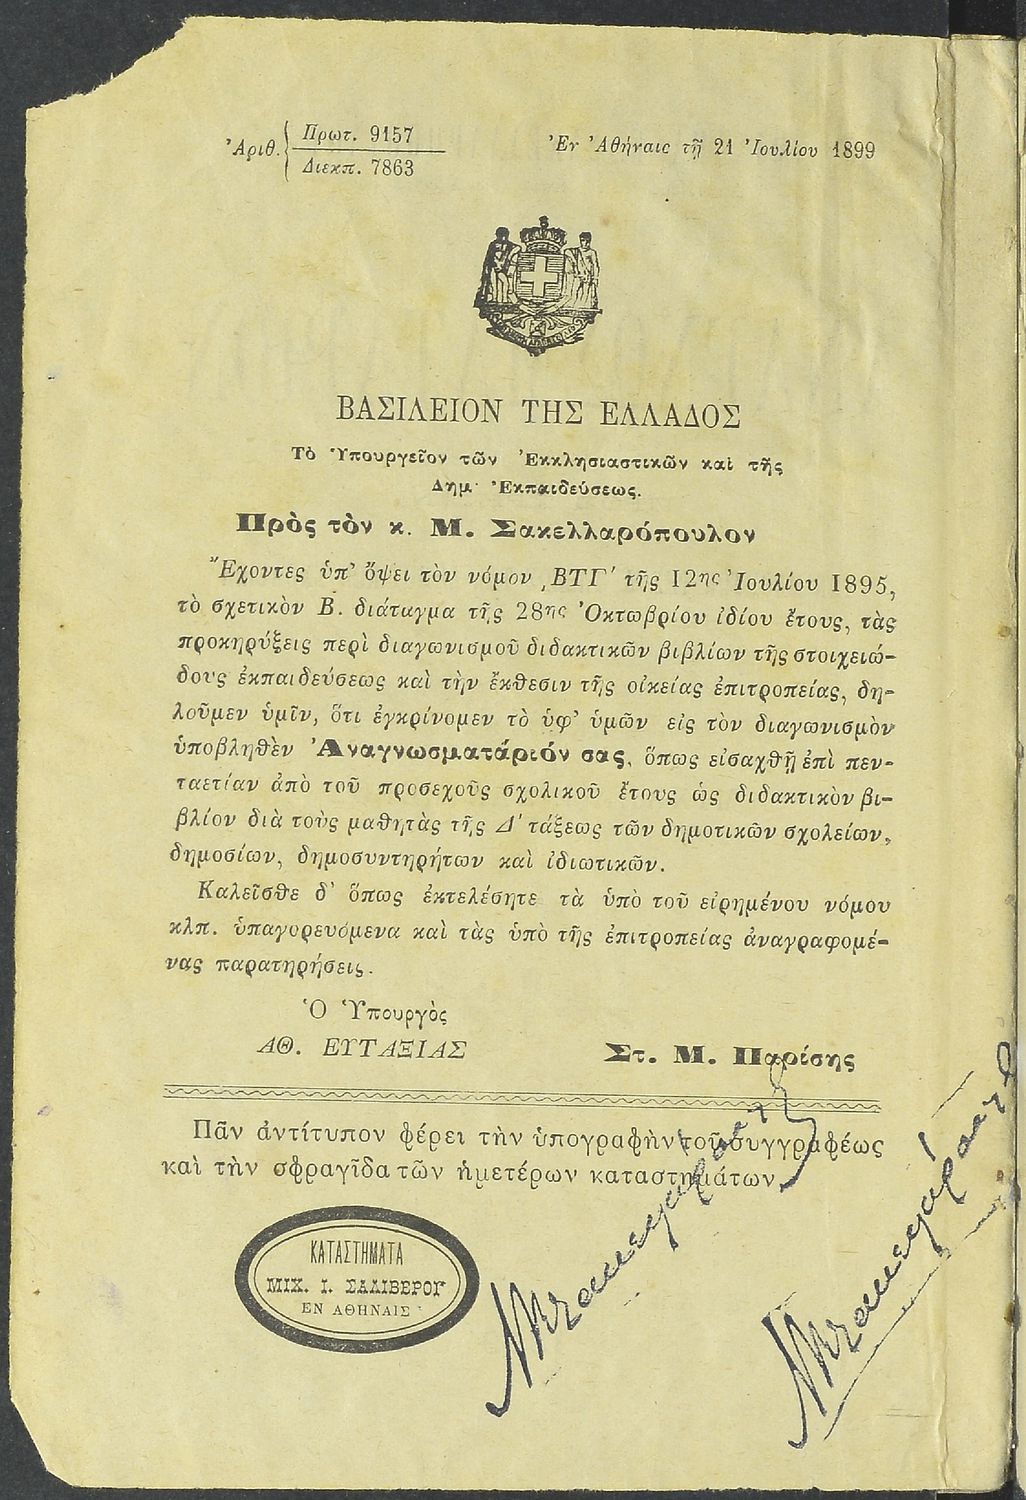 Ἀριθ. Πρωτ. 9157
Διεκπ. 7863
Ἐν Ἀθήναις τῇ 21 Ἰουλίου 1899
ΒΑΣΙΛΕΙΟΝ ΤΗΣ ΕΛΛΑΔΟΣ
Τὸ Ὑπουργεῖον τῶν Ἐκκλησιαστικῶν καὶ τῆς
Δημ. Ἐκπαιδεύσεως.
Πρὸς τὸν κ. Μ. Σακελλαρόπουλον
Ἔχοντες ὑπ' ὄψει τὸν νόμον ͵ΒΤΓ' τῆς 12ης Ἰουλίου 1895,
τὸ σχετικὸν Β. διάταγμα τῆς 28ης Ὀκτωβρίου ἰδίου ἔτους, τὰς
προκηρύξεις περὶ διαγωνισμοῦ διδακτικῶν βιβλίων τῆς στοιχειώ-
δους ἐκπαιδεύσεως καὶ τὴν ἔκθεσιν τῆς οἰκείας ἐπιτροπείας, δη-
λοῦμεν ὑμῖν, ὅτι ἐγκρίνομεν τὸ ὑφ' ὑμῶν εἰς τὸν διαγωνισμὸν
ὑποβληθὲν Ἀναγνωσματάριόν σας, ὅπως εἰσαχθῇ ἐπὶ πεν-
ταετίαν ἀπὸ τοῦ προσεχοῦς σχολικοῦ ἔτους ὡς διδακτικὸν βι-
βλίον διὰ τοὺς μαθητὰς τῆς Δ' τάξεως τῶν δημοτικῶν σχολείων,
δημοσίων, δημοσυντηρήτων καὶ ἰδιωτικῶν.
Καλεῖσθε δ' ὅπως ἐκτελέσητε τὰ ὑπὸ τοῦ εἰρημένου νόμου
κλπ. ὑπαγορευόμενα καὶ τὰς ὑπὸ τῆς ἐπιτροπείας ἀναγραφομέ-
νας παρατηρήσεις.
Ὁ Ὑπουργὸς
ΑΘ. ΕΥΤΑΞΙΑΣ
Στ. Μ. Παρίσης
Πᾶν ἀντίτυπον φέρει τὴν ὑπογραφὴν τοῦ συγγραφέως
καὶ τὴν σφραγῖδα τῶν ἡμετέρων καταστημάτων
ΚΑΤΑΣΤΗΜΑΤΑ
ΜΙΧ. Ι. ΣΑΛΙΒΕΡΟΥ
ΕΝ ΑΘΗΝΑΙΣ